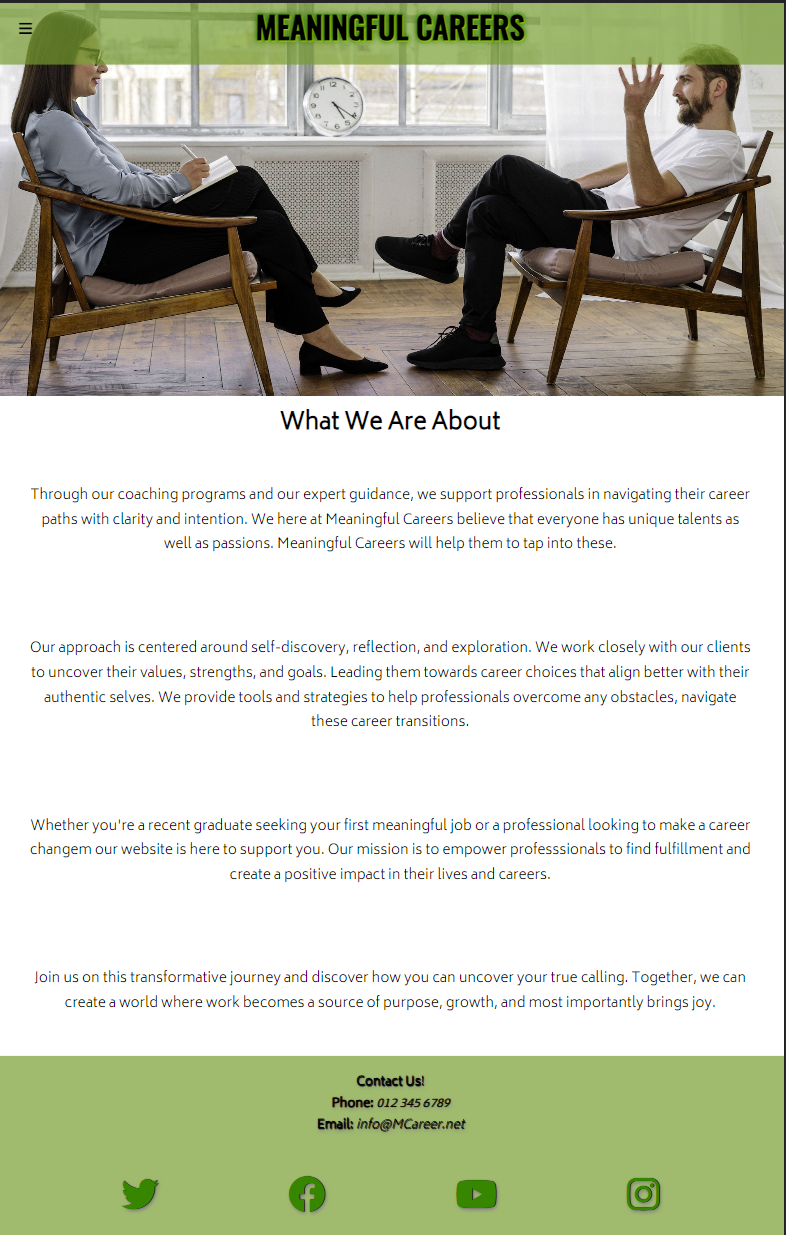 MEANINGFUL CAREERS
What We Are About
Through our coaching programs and our expert guidance, we support professionals in navigating their career
paths with clarity and intention. We here at Meaningful Careers believe that everyone has unique talents as
well as passions. Meaningful Careers will help them to tap into these.
Our approach is centered around self-discovery, reflection, and exploration. We work closely with our clients
to uncover their values, strengths, and goals. Leading them towards career choices that align better with their
authentic selves. We provide tools and strategies to help professionals overcome any obstacles, navigate
these career transitions.
Whether you're a recent graduate seeking your first meaningful job or a professional looking to make a career
changem our website is here to support you. Our mission is to empower professsionals to find fulfillment and
create a positive impact in their lives and careers.
Join us on this transformative journey and discover how you can uncover your true calling. Together, we can
create a world where work becomes a source of purpose, growth, and most importantly brings joy.
Contact Us!
Phone: 012 345 6789
Email: info@MCareer.net